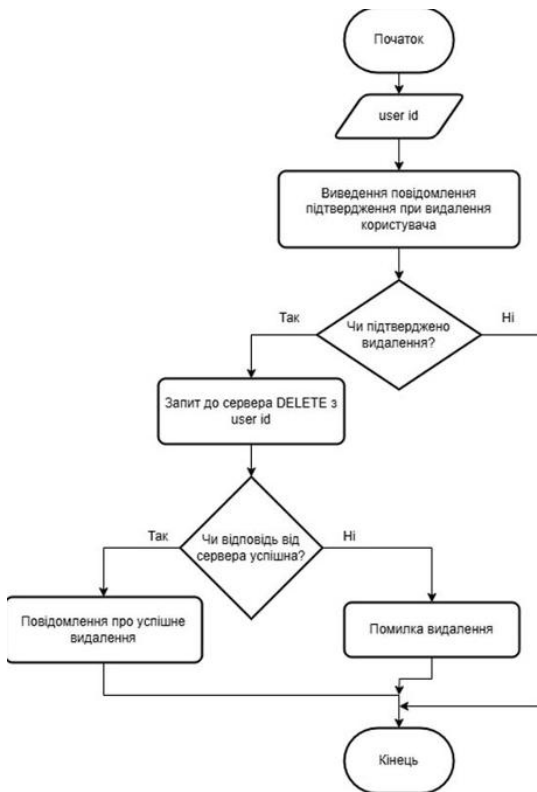 Початок
user id
Виведення повідомлення
підтвердження при видалення
користувача
Так
Ні
Чи підтверджено
видалення?
Запит до сервера DELETE з
user id
Так
Чи відповідь від
сервера успішна?
Ні
Повідомлення про успішне
видалення
Помилка видалення
Кінець